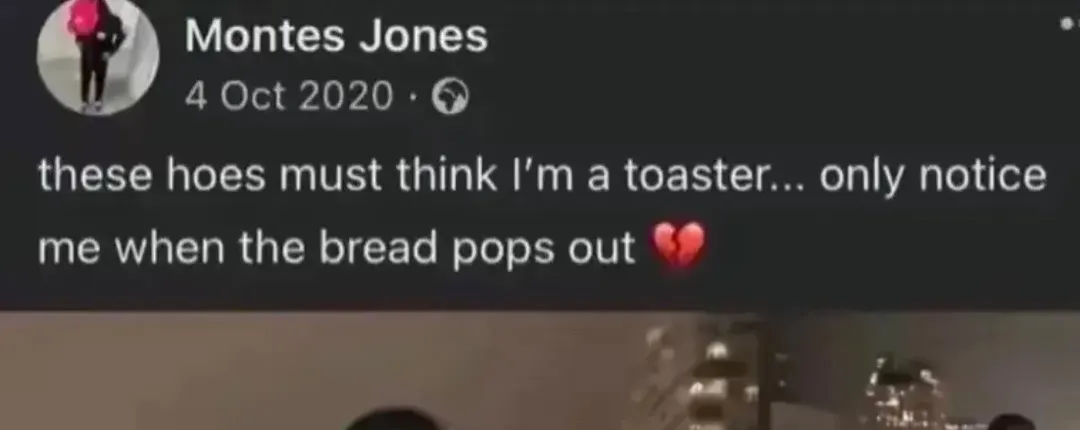 Montes Jones
4 Oct 2020 ·
these hoes must think I'm a toaster... only notice
me when the bread pops out 💔